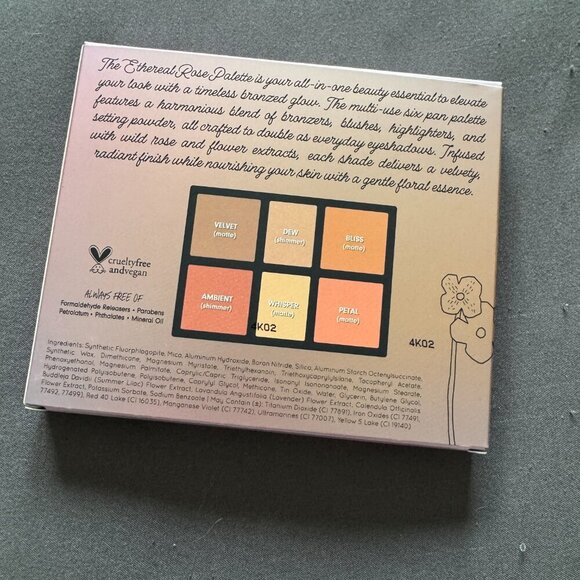 The Ethereal Rose Palette is your all-in-one beauty essential to elevate
your look with a timeless bronzed glow. The multi-use six pan palette
features a harmonious blend of bronzers, blushes, highlighters, and
setting powder, all crafted to double as everyday eyeshadows. Infused
with wild rose and flower extracts, each shade delivers a velvety,
radiant finish while nourishing your skin with a gentle floral essence.
VELVET
(matte)
DEW
(shimmer)
BLISS
(matte)
AMBIENT
(shimmer)
WHISPER
(matte)
PETAL
(matte)
4K02
4K02
crueltyfree
andvegan
ALWAYS FREE OF
Formaldehyde Releasers • Parabens
Petrolatum • Phthalates • Mineral Oil
Ingredients: Synthetic Fluorphlogopite, Mica, Aluminum Hydroxide, Boron Nitride, Silica, Aluminum Starch Octenylsuccinate,
Synthetic Wax, Dimethicone, Magnesium Myristate, Triethylhexanoin, Triethoxycaprylylsilane, Tocopheryl Acetate,
Phenoxyethanol, Magnesium Palmitate, Caprylic/Capric Triglyceride, Isononyl Isononanoate, Magnesium Stearate,
Hydrogenated Polyisobutene, Polyisobutene, Caprylyl Glycol, Methicone, Tin Oxide, Water, Glycerin, Butylene Glycol,
Buddleja Davidii (Summer Lilac) Flower Extract, Lavandula Angustifolia (Lavender) Flower Extract, Calendula Officinalis
Flower Extract, Potassium Sorbate, Sodium Benzoate | May Contain (±): Titanium Dioxide (CI 77891), Iron Oxides (CI 77491,
77492, 77499), Red 40 Lake (CI 16035), Manganese Violet (CI 77742), Ultramarines (CI 77007), Yellow 5 Lake (CI 19140)